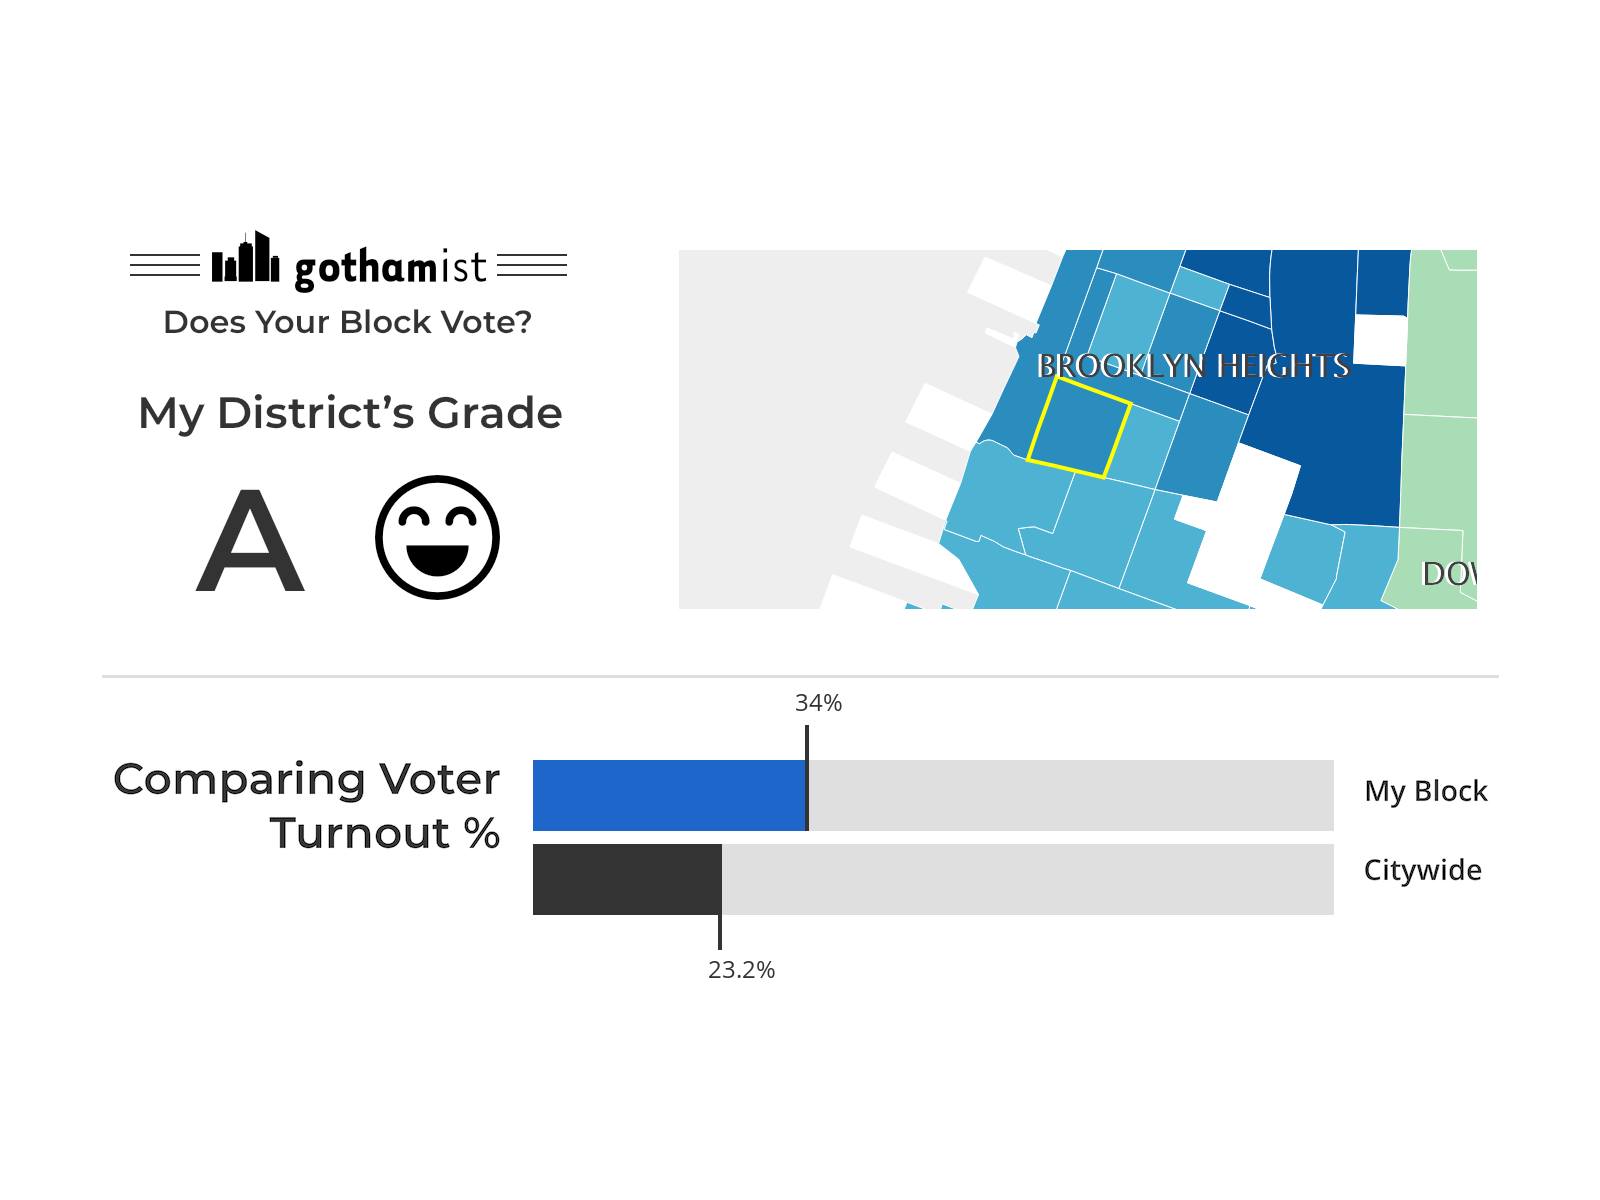 gothamist
Does Your Block Vote?
My District’s Grade
A
BROOKLYN HEIGHTS
DOW
34%
Comparing Voter
Turnout %
My Block
Citywide
23.2%